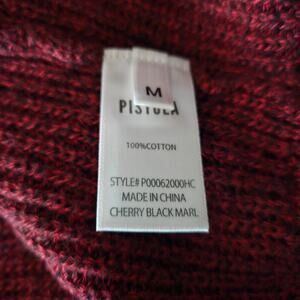 M
PISTOLA
100%COTTON
STYLE# P00062000HC
MADE IN CHINA
CHERRY BLACK MARL